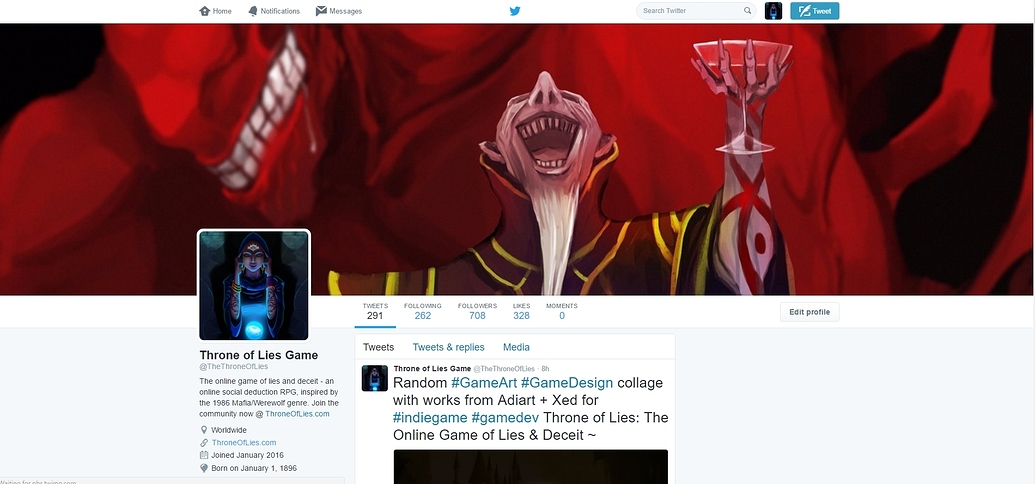 Home
Notifications
Messages
Search Twitter
Tweet
TWEETS
291
FOLLOWING
262
FOLLOWERS
708
LIKES
328
MOMENTS
0
Edit profile
Throne of Lies Game
@TheThroneOfLies
The online game of lies and deceit - an
online social deduction RPG, inspired by
the 1986 Mafia/Werewolf genre. Join the
community now @ ThroneOfLies.com
Worldwide
ThroneOfLies.com
Joined January 2016
Born on January 1, 1896
Tweets
Tweets & replies
Media
Throne of Lies Game @TheThroneOfLies · 8h
Random #GameArt #GameDesign collage
with works from Adiart + Xed for
#indiegame #gamedev Throne of Lies: The
Online Game of Lies & Deceit ~